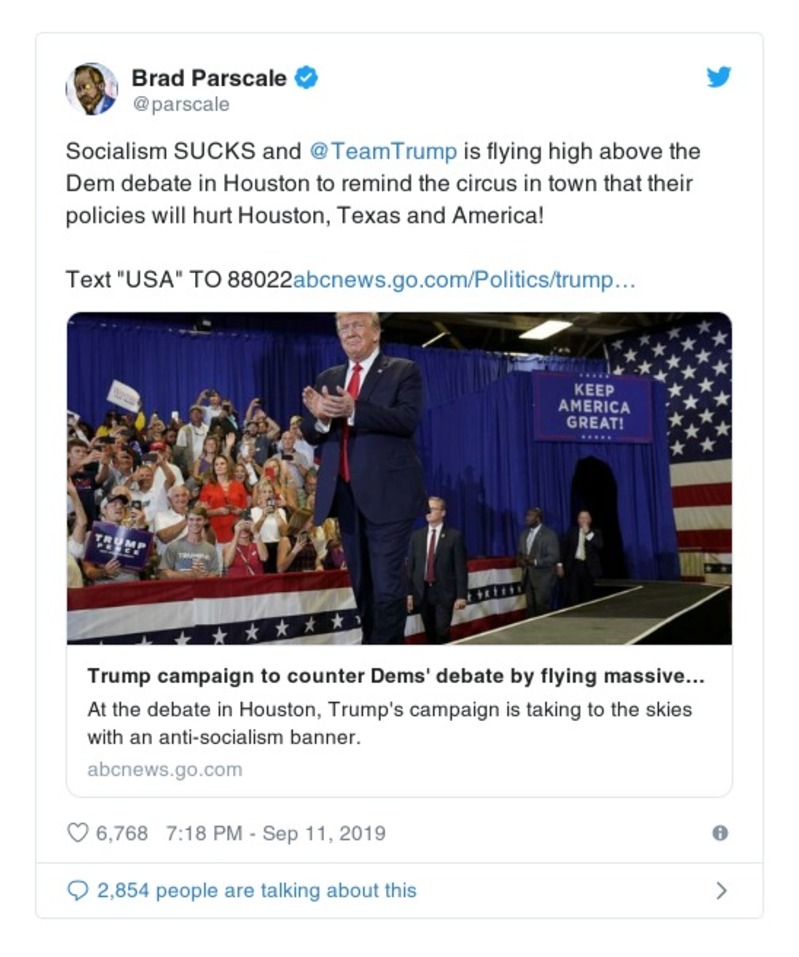 Brad Parscale
@parscale
Socialism SUCKS and @TeamTrump is flying high above the
Dem debate in Houston to remind the circus in town that their
policies will hurt Houston, Texas and America!
Text "USA" TO 88022abcnews.go.com/Politics/trump…
KEEP
AMERICA
GREAT!
TRUMP
PENCE
TRUMP
Trump campaign to counter Dems' debate by flying massive…
At the debate in Houston, Trump's campaign is taking to the skies
with an anti-socialism banner.
abcnews.go.com
6,768 7:18 PM - Sep 11, 2019
2,854 people are talking about this